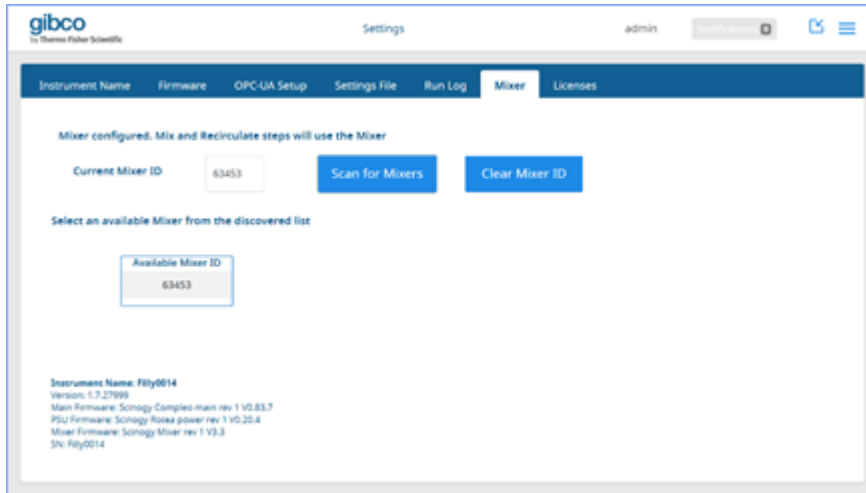 gibco
by Thermo Fisher Scientific
Settings
admin
Notifications 0
Instrument Name Firmware OPC-UA Setup Settings File Run Log Mixer Licenses
Mixer configured. Mix and Recirculate steps will use the Mixer
Current Mixer ID 63453 Scan for Mixers Clear Mixer ID
Select an available Mixer from the discovered list
Available Mixer ID
63453
Instrument Name: Filly0014
Version: 1.7.27999
Main Firmware: Scinogy Compleo main rev 1 V0.83.7
PSU Firmware: Scinogy Rosea power rev 1 V0.20.4
Mixer Firmware: Scinogy Mixer rev 1 V3.3
SN: Filly0014